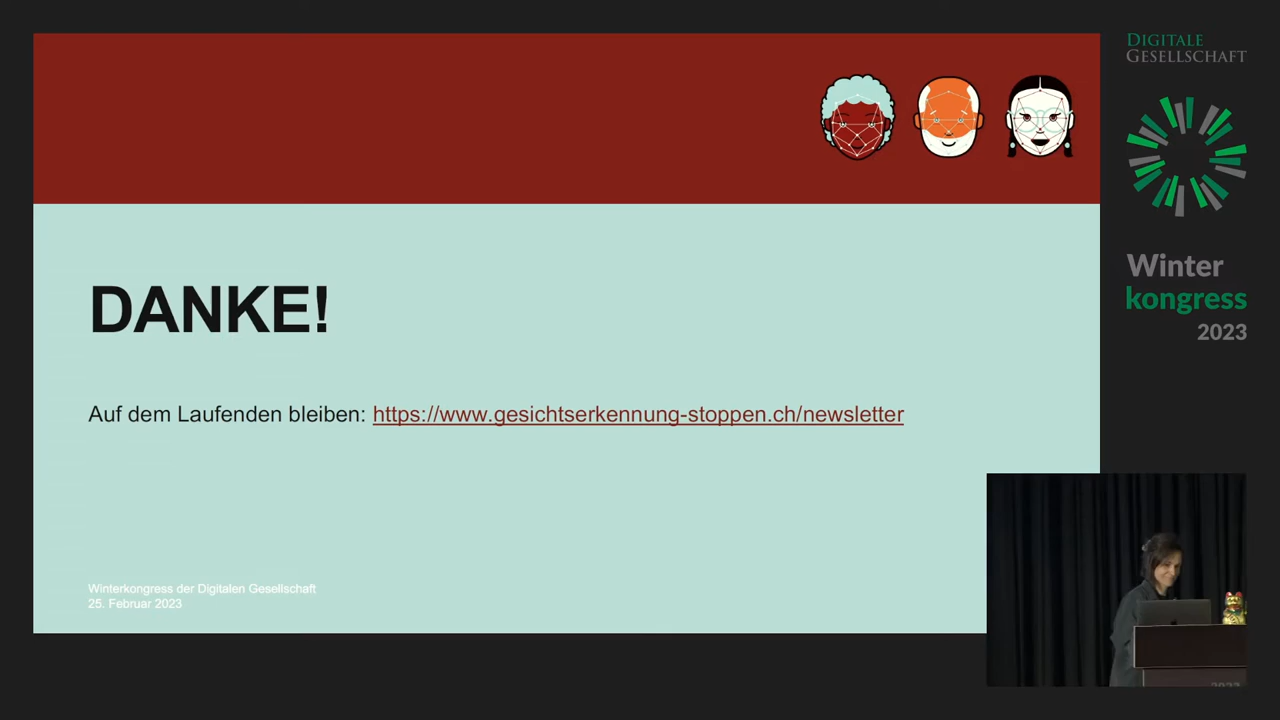 DIGITALE
GESELLSCHAFT
Winter
kongress
2023
DANKE!
Auf dem Laufenden bleiben: https://www.gesichtserkennung-stoppen.ch/newsletter
Winterkongress der Digitalen Gesellschaft
25. Februar 2023
2023